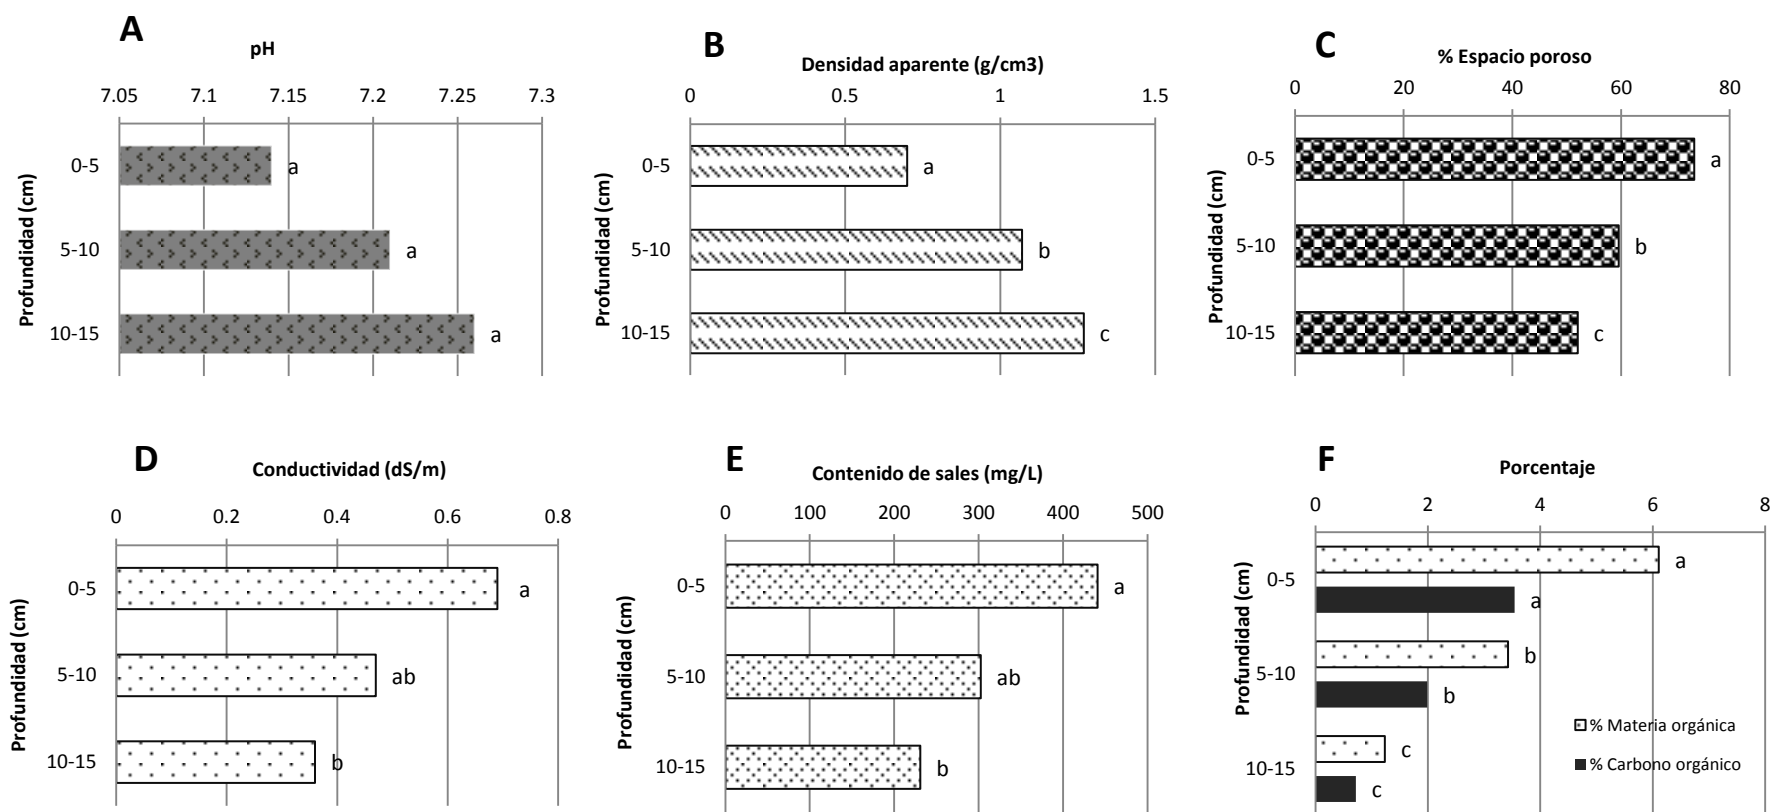 A
pH
7.05 7.1 7.15 7.2 7.25 7.3
Profundidad (cm)
0-5 a
5-10 a
10-15 a
B
Densidad aparente (g/cm3)
0 0.5 1 1.5
Profundidad (cm)
0-5 a
5-10 b
10-15 c
C
% Espacio poroso
0 20 40 60 80
Profundidad (cm)
0-5 a
5-10 b
10-15 c
D
Conductividad (dS/m)
0 0.2 0.4 0.6 0.8
Profundidad (cm)
0-5 a
5-10 ab
10-15 b
E
Contenido de sales (mg/L)
0 100 200 300 400 500
Profundidad (cm)
0-5 a
5-10 ab
10-15 b
F
Porcentaje
0 2 4 6 8
Profundidad (cm)
a
0-5
a
b
5-10
b
c
10-15
c
% Materia orgánica
% Carbono orgánico